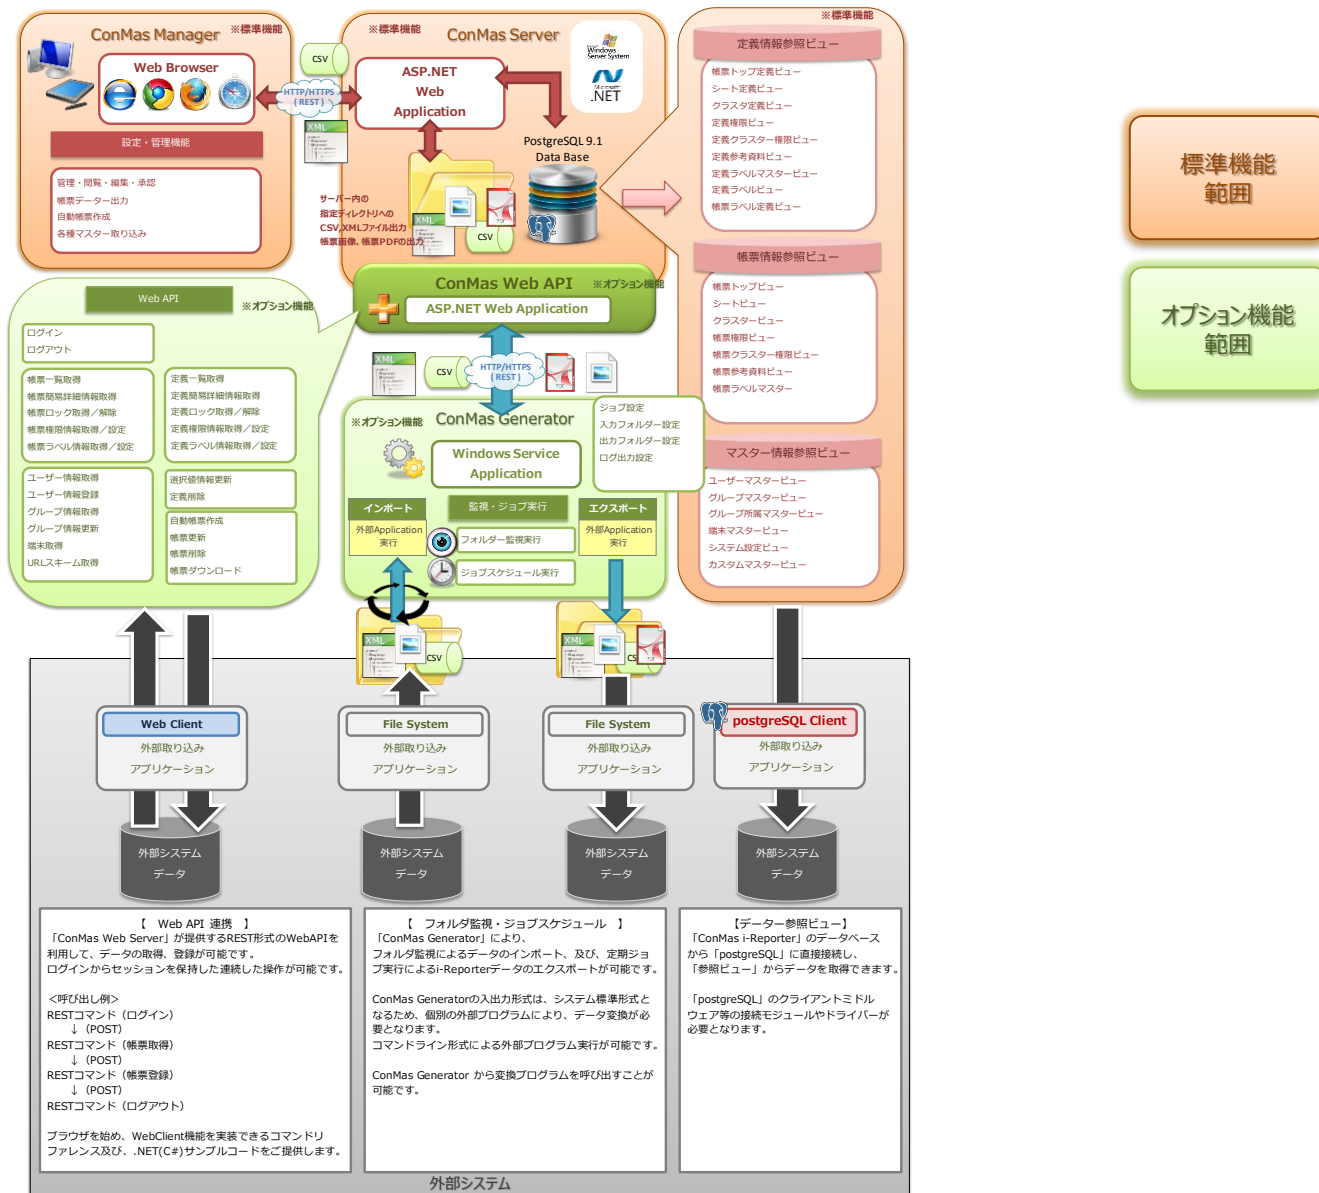 ConMas Manager
※標準機能
Web Browser
設定・管理機能
管理・閲覧・編集・承認
帳票データー出力
自動帳票作成
各種マスター取り込み
CSV
HTTP/HTTPS
( REST )
XML
※標準機能
ConMas Server
Microsoft
Windows
Server System
Microsoft
.NET
ASP.NET
Web
Application
PostgreSQL 9.1
Data Base
サーバー内の
指定ディレクトリへの
CSV,XMLファイル出力
帳票画像、帳票PDFの出力
XML
PDF
CSV
※標準機能
定義情報参照ビュー
帳票トップ定義ビュー
シート定義ビュー
クラスタ定義ビュー
定義権限ビュー
定義クラスター権限ビュー
定義参考資料ビュー
定義ラベルマスタービュー
定義ラベルビュー
帳票ラベル定義ビュー
帳票情報参照ビュー
帳票トップビュー
シートビュー
クラスタービュー
帳票権限ビュー
帳票クラスター権限ビュー
帳票参考資料ビュー
帳票ラベルマスター
マスター情報参照ビュー
ユーザーマスタービュー
グループマスタービュー
グループ所属マスタービュー
端末マスタービュー
システム設定ビュー
カスタムマスタービュー
標準機能
範囲
オプション機能
範囲
ConMas Web API
※オプション機能
ASP.NET Web Application
Web API
※オプション機能
ログイン
ログアウト
帳票一覧取得
帳票簡易詳細情報取得
帳票ロック取得／解除
帳票権限情報取得／設定
帳票ラベル情報取得／設定
定義一覧取得
定義簡易詳細情報取得
定義ロック取得／解除
定義権限情報取得／設定
定義ラベル情報取得／設定
ユーザー情報取得
ユーザー情報登録
グループ情報取得
グループ情報更新
端末取得
URLスキーム取得
選択値情報更新
定義削除
自動帳票作成
帳票更新
帳票削除
帳票ダウンロード
XML
CSV
HTTP/HTTPS
( REST )
PDF
※オプション機能
ConMas Generator
Windows Service
Application
ジョブ設定
入力フォルダー設定
出力フォルダー設定
ログ出力設定
インポート
外部Application
実行
監視・ジョブ実行
フォルダー監視実行
ジョブスケジュール実行
エクスポート
外部Application
実行
XML
CSV
XML
CSV
PDF
Web Client
外部取り込み
アプリケーション
File System
外部取り込み
アプリケーション
File System
外部取り込み
アプリケーション
postgreSQL Client
外部取り込み
アプリケーション
外部システム
データ
外部システム
データ
外部システム
データ
外部システム
データ
【 Web API 連携 】
「ConMas Web Server」が提供するREST形式のWebAPIを
利用して、データの取得、登録が可能です。
ログインからセッションを保持した連続した操作が可能です。
＜呼び出し例＞
RESTコマンド（ログイン）
↓（POST）
RESTコマンド（帳票取得）
↓（POST）
RESTコマンド（帳票登録）
↓（POST）
RESTコマンド（ログアウト）
ブラウザを始め、WebClient機能を実装できるコマンドリ
ファレンス及び、.NET(C#)サンプルコードをご提供します。
【 フォルダ監視・ジョブスケジュール 】
「ConMas Generator」により、
フォルダ監視によるデータのインポート、及び、定期ジョ
ブ実行によるi-Reporterデータのエクスポートが可能です。
ConMas Generatorの入出力形式は、システム標準形式と
なるため、個別の外部プログラムにより、データ変換が必
要となります。
コマンドライン形式による外部プログラム実行が可能です。
ConMas Generator から変換プログラムを呼び出すことが
可能です。
【データー参照ビュー】
「ConMas i-Reporter」のデータベース
から「postgreSQL」に直接接続し、
「参照ビュー」からデータを取得できます。
「postgreSQL」のクライアントミドル
ウェア等の接続モジュールやドライバーが
必要となります。
外部システム